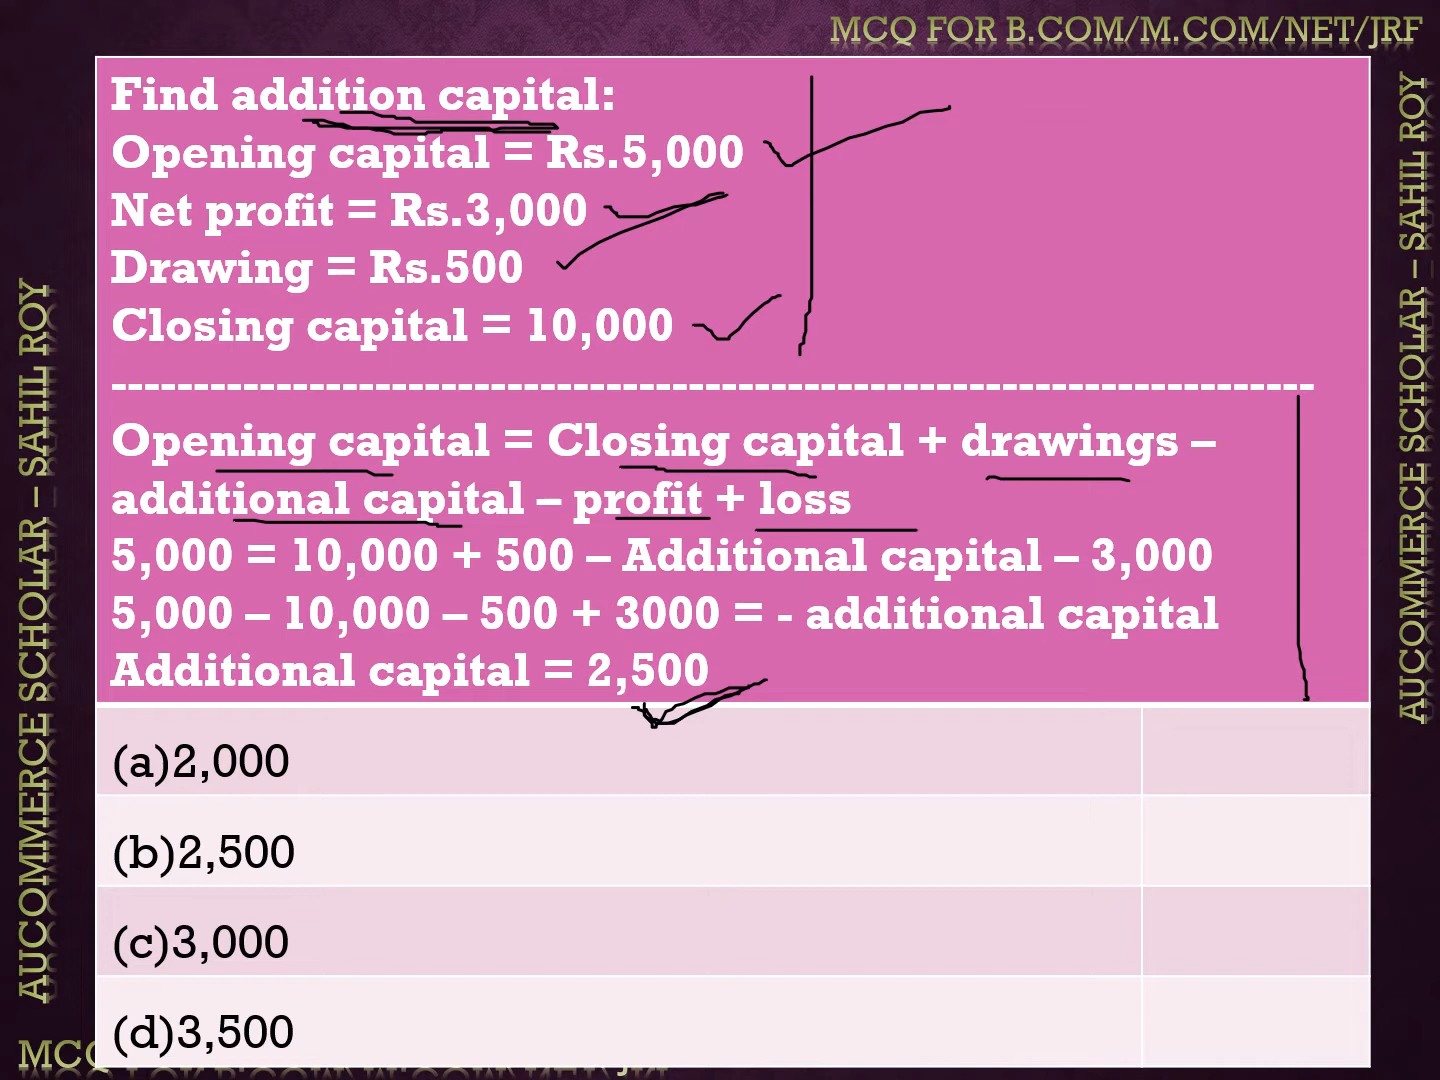 MCQ FOR B.COM/M.COM/NET/JRF
Find addition capital:
Opening capital = Rs.5,000
Net profit = Rs.3,000
Drawing = Rs.500
Closing capital = 10,000
-------------------------------------------------------------------------
Opening capital = Closing capital + drawings –
additional capital – profit + loss
5,000 = 10,000 + 500 – Additional capital – 3,000
5,000 – 10,000 – 500 + 3000 = - additional capital
Additional capital = 2,500
(a)2,000
(b)2,500
(c)3,000
(d)3,500
AUCOMMERCE SCHOLAR – SAHIL ROY
AUCOMMERCE SCHOLAR – SAHIL ROY